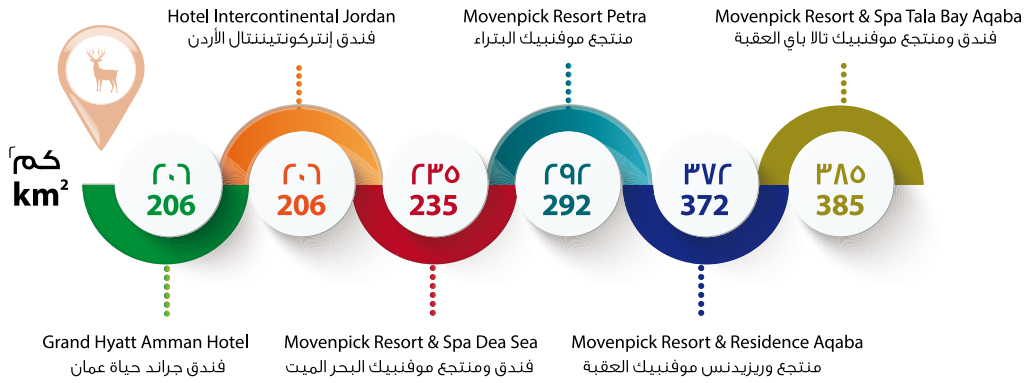 Hotel Intercontinental Jordan
فندق إنتركونتيننتال الأردن
Movenpick Resort Petra
منتجع موفنبيك البتراء
Movenpick Resort & Spa Tala Bay Aqaba
فندق ومنتجع موفنبيك تالا باي العقبة
كم٢
km²
٢٠٦
206
٢٠٦
206
٢٣٥
235
٢٩٢
292
٣٧٢
372
٣٨٥
385
Grand Hyatt Amman Hotel
فندق جراند حياة عمان
Movenpick Resort & Spa Dea Sea
فندق ومنتجع موفنبيك البحر الميت
Movenpick Resort & Residence Aqaba
منتجع وريزيدنس موفنبيك العقبة